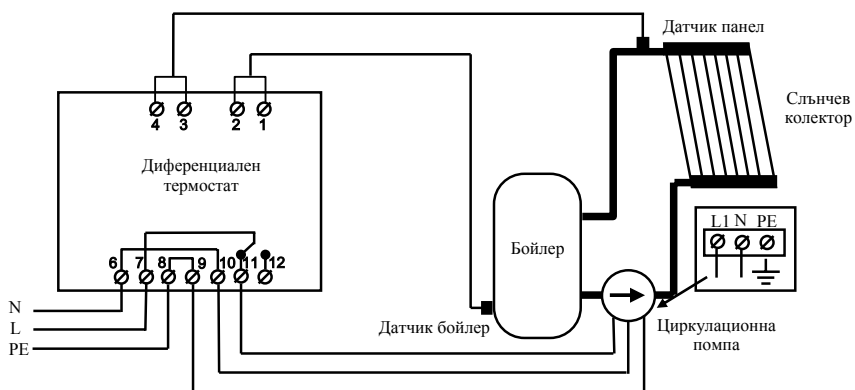 Датчик панел
Слънчев
колектор
4 3 2 1
Диференциален
термостат
Бойлер
L1 N PE
6 7 8 9 10 11 12
N
L
PE
Датчик бойлер
Циркулационна
помпа